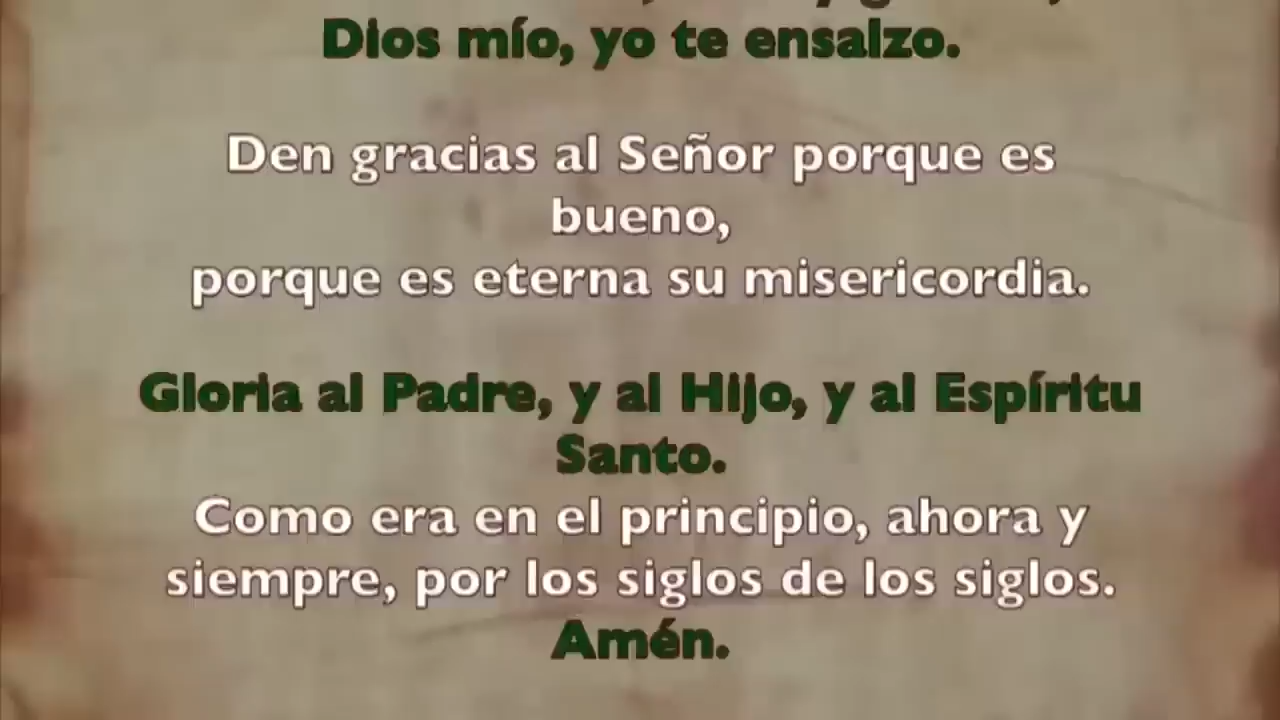 Dios mío, yo te ensalzo.
Den gracias al Señor porque es
bueno,
porque es eterna su misericordia.
Gloria al Padre, y al Hijo, y al Espíritu
Santo.
Como era en el principio, ahora y
siempre, por los siglos de los siglos.
Amén.